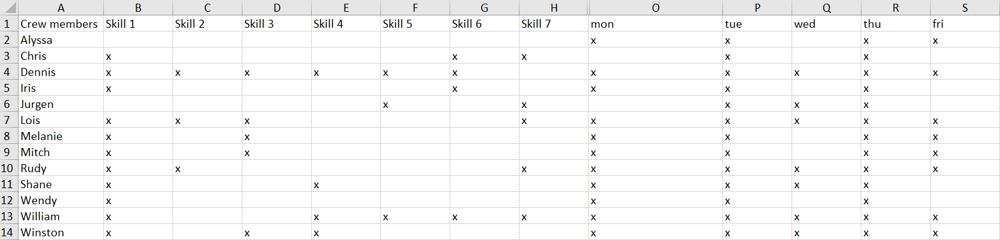 A B C D E F G H O P Q R S
1 Crew members Skill 1 Skill 2 Skill 3 Skill 4 Skill 5 Skill 6 Skill 7 mon tue wed thu fri
2 Alyssa x x x x
3 Chris x x x x x
4 Dennis x x x x x x x x x x x
5 Iris x x x x x
6 Jurgen x x x x x
7 Lois x x x x x x x x x
8 Melanie x x x x x x
9 Mitch x x x x x x
10 Rudy x x x x x x x x
11 Shane x x x x x x
12 Wendy x x x x
13 William x x x x x x x x x x
14 Winston x x x x x x x x